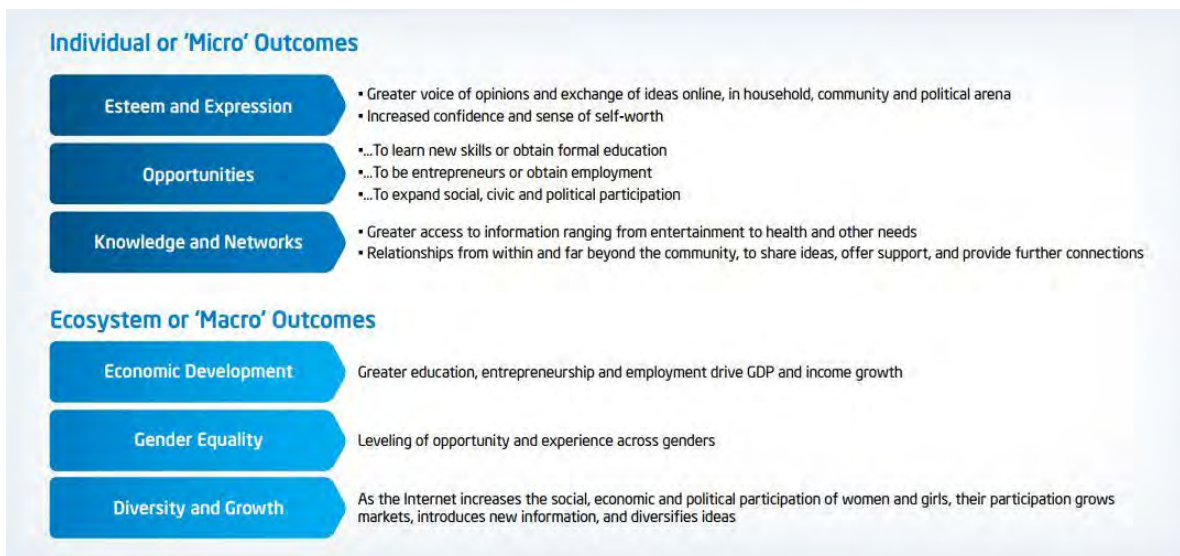 Individual or 'Micro' Outcomes
Esteem and Expression
▪ Greater voice of opinions and exchange of ideas online, in household, community and political arena
▪ Increased confidence and sense of self-worth
Opportunities
▪...To learn new skills or obtain formal education
▪...To be entrepreneurs or obtain employment
▪...To expand social, civic and political participation
Knowledge and Networks
▪ Greater access to information ranging from entertainment to health and other needs
▪ Relationships from within and far beyond the community, to share ideas, offer support, and provide further connections
Ecosystem or 'Macro' Outcomes
Economic Development
Greater education, entrepreneurship and employment drive GDP and income growth
Gender Equality
Leveling of opportunity and experience across genders
Diversity and Growth
As the Internet increases the social, economic and political participation of women and girls, their participation grows
markets, introduces new information, and diversifies ideas